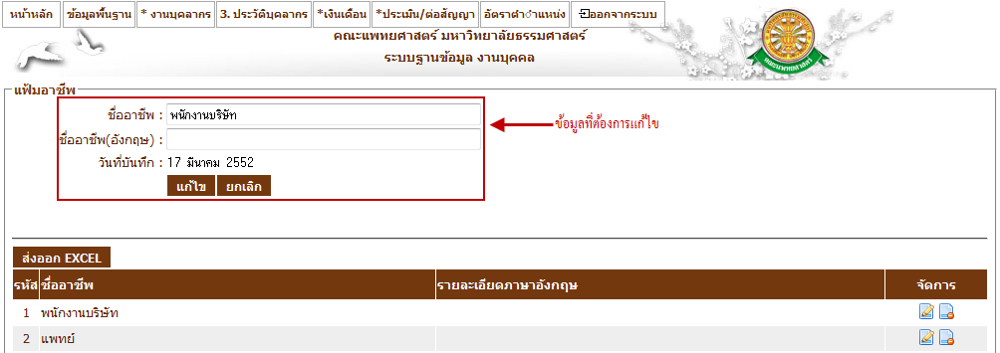 หน้าหลัก ข้อมูลพื้นฐาน * งานบุคลากร 3. ประวัติบุคลากร *เงินเดือน *ประเมิน/ต่อสัญญา อัตราตำแหน่ง ออกจากระบบ
คณะแพทยศาสตร์ มหาวิทยาลัยธรรมศาสตร์
ระบบฐานข้อมูล งานบุคคล
แฟ้มอาชีพ
ชื่ออาชีพ : พนักงานบริษัท
ข้อมูลที่ต้องการแก้ไข
ชื่ออาชีพ(อังกฤษ) :
วันที่บันทึก : 17 มีนาคม 2552
แก้ไข ยกเลิก
ส่งออก EXCEL
รหัส ชื่ออาชีพ รายละเอียดภาษาอังกฤษ จัดการ
1 พนักงานบริษัท
2 แพทย์